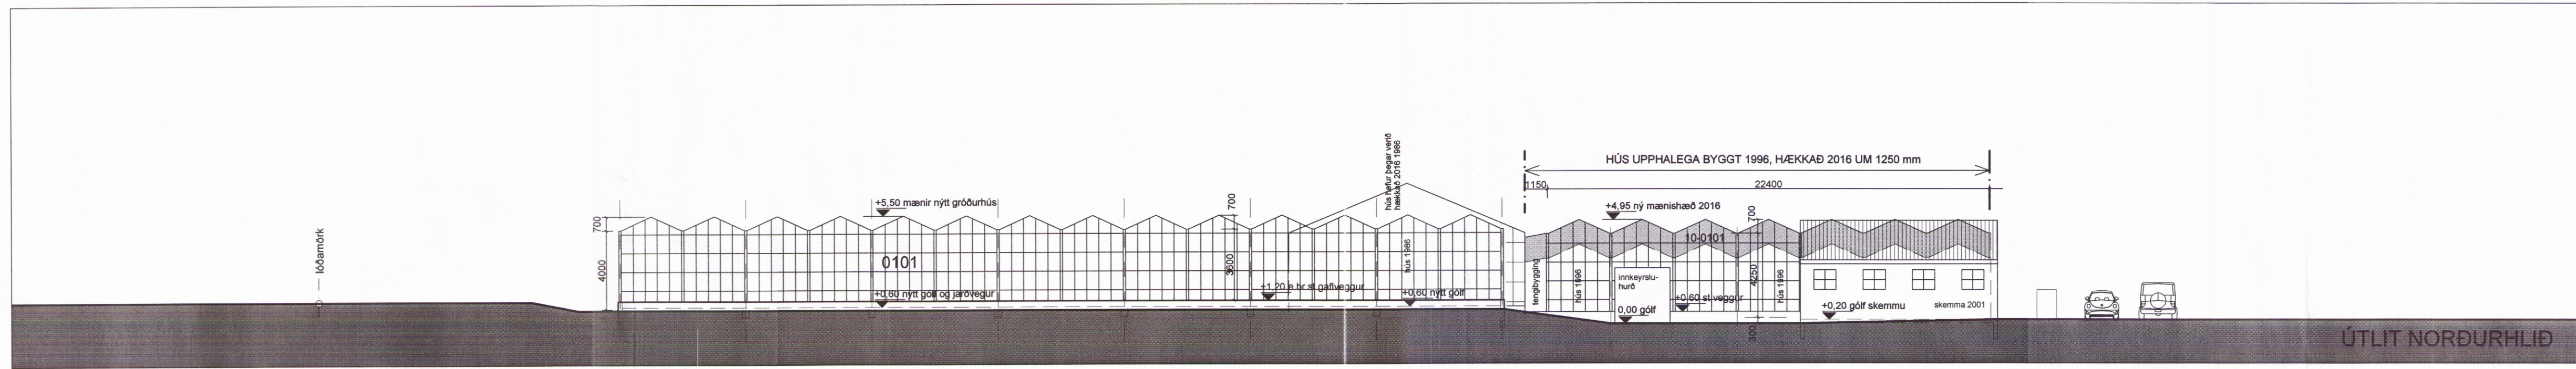 lóðamörk
700
4000
+5,50 mænir nýtt gróðurhús
0101
+0,60 nýtt gólf og jarðvegur
700
3600
+1,20 e.br.st.gaflveggur
hús hefur þegar verið
hækkað 2016 1986
hús 1986
+0,60 nýtt gólf
HÚS UPPHALEGA BYGGT 1996, HÆKKAÐ 2016 UM 1250 mm
1150
22400
+4,95 ný mænishæð 2016
700
10-0101
tengibygging
hús 1996
innkeyrslu-
hurð
0,00 gólf
+0,60 st veggur
4250
hús 1996
300
+0,20 gólf skemmu
skemma 2001
ÚTLIT NORÐURHLIÐ